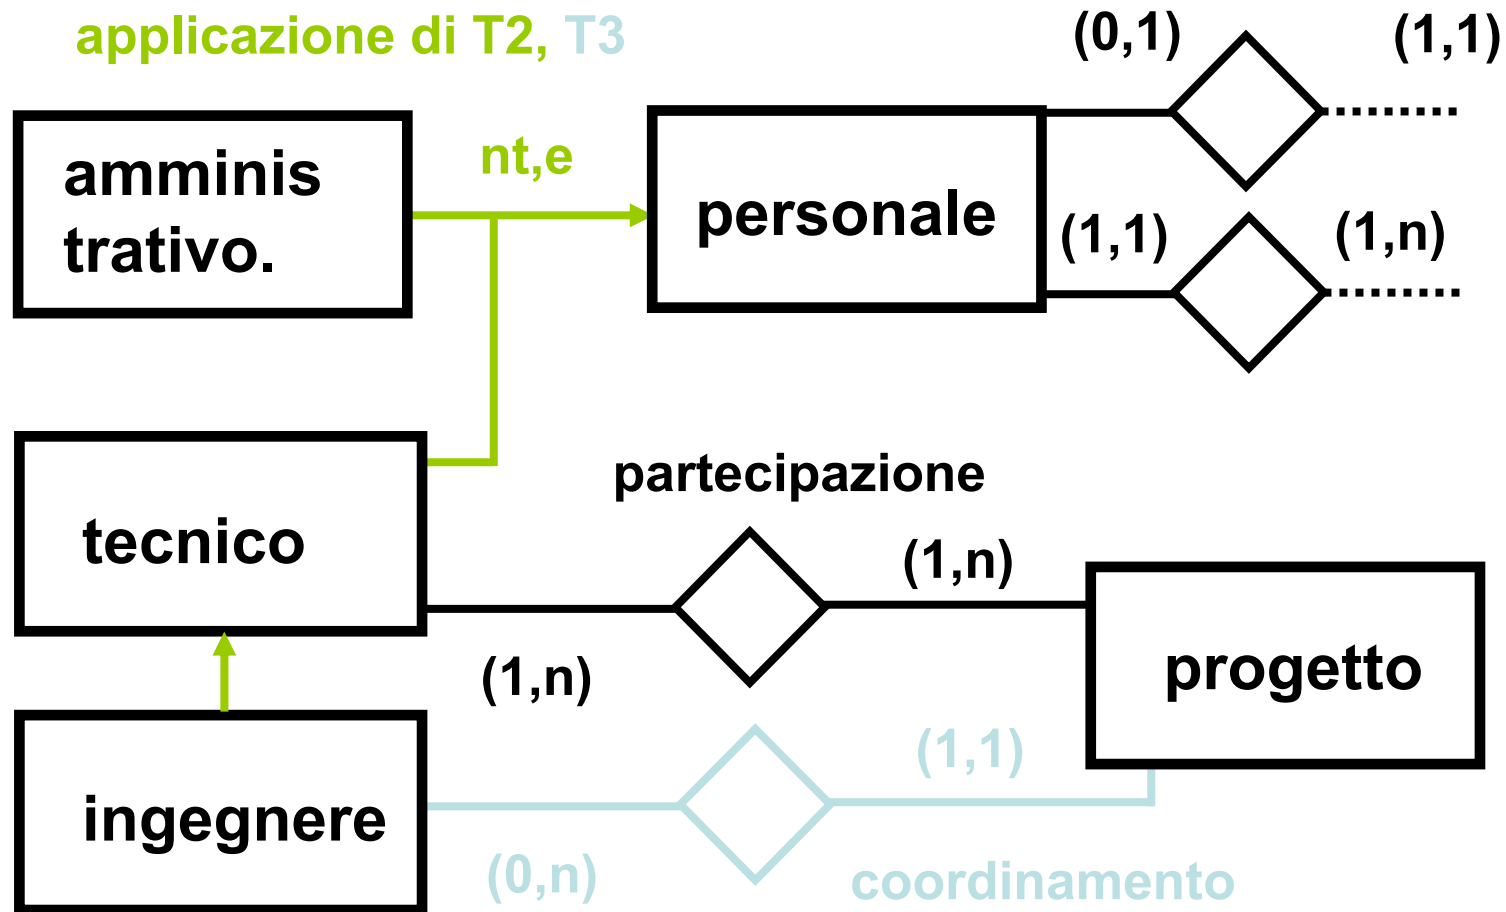 applicazione di T2, T3
(0,1)
(1,1)
amminis
trativo.
nt,e
personale
(1,1)
(1,n)
tecnico
partecipazione
(1,n)
(1,n)
progetto
ingegnere
(1,1)
(0,n)
coordinamento